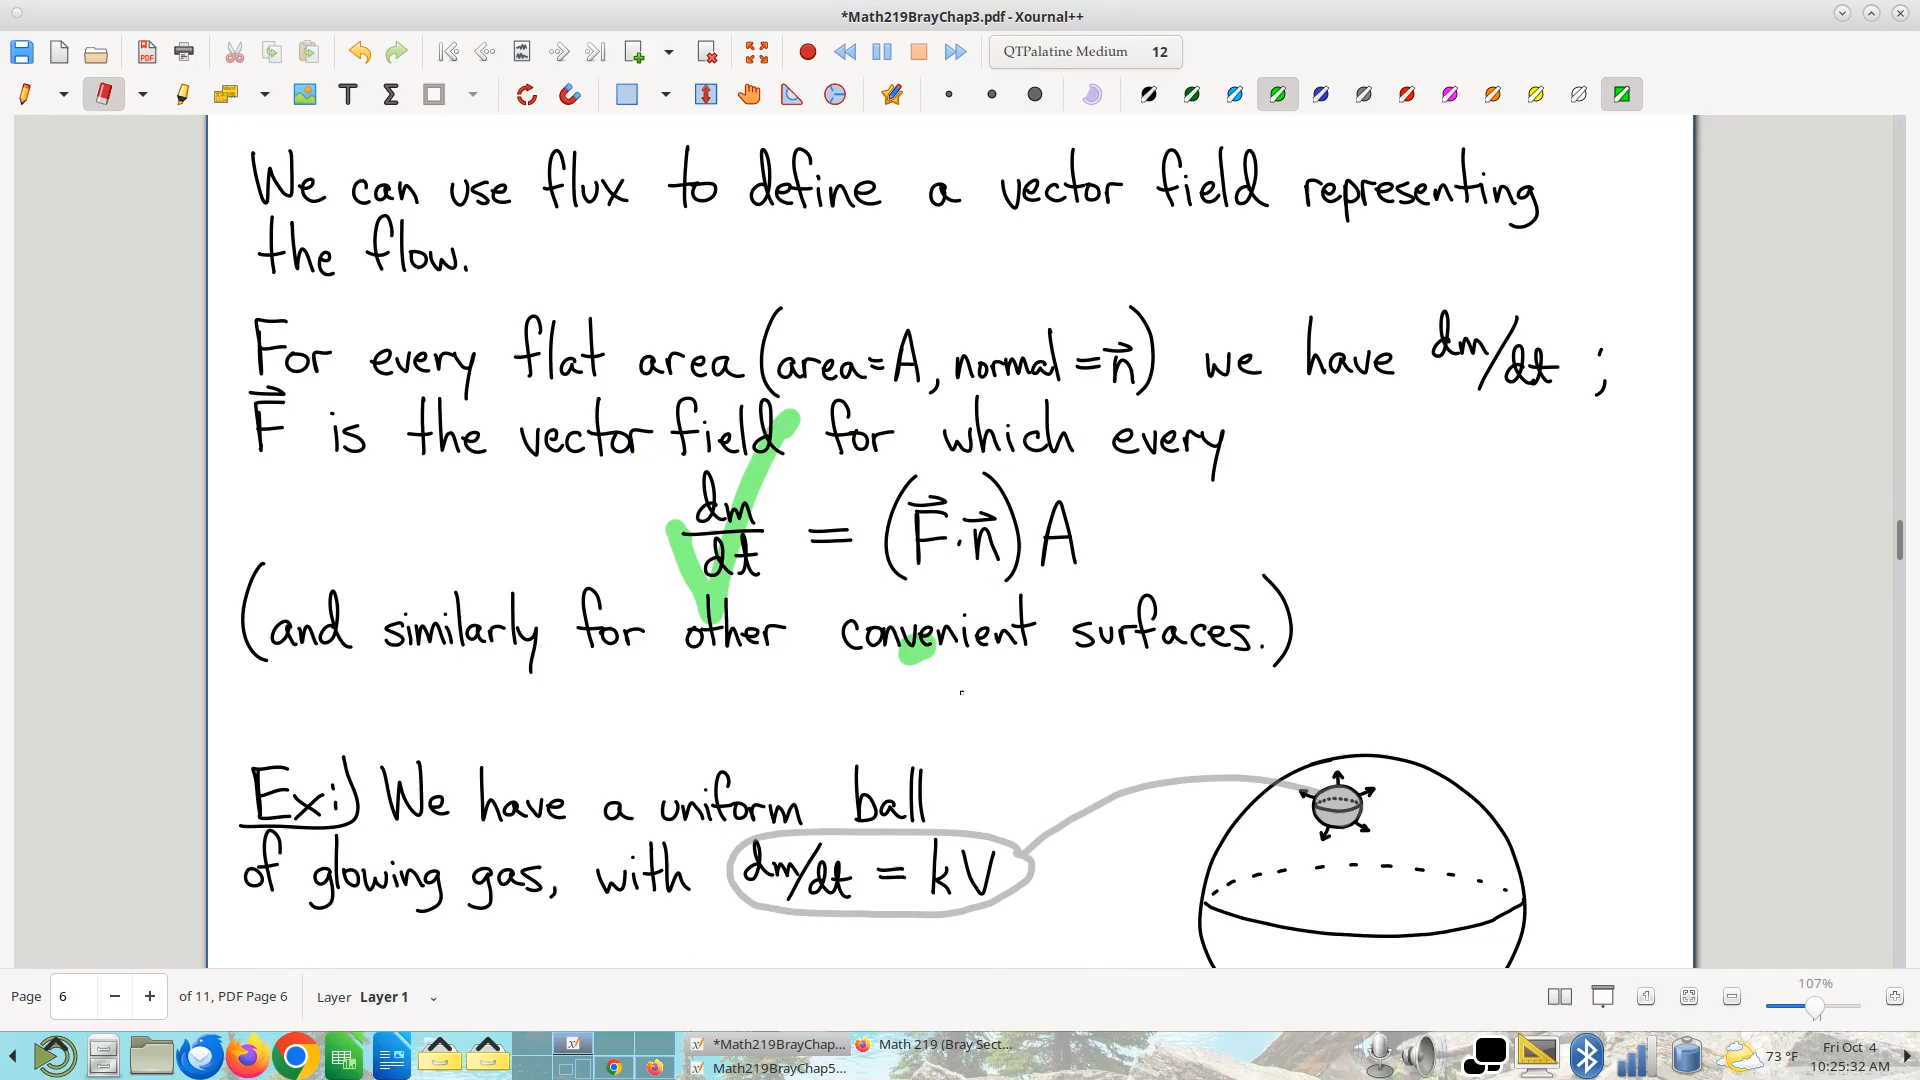 *Math219BrayChap3.pdf - Xournal++
QTPalatine Medium 12
We can use flux to define a vector field representing
the flow.
For every flat area (area=A, normal=n⃗) we have dm/dt ;
F⃗ is the vector field for which every
dm/dt = (F⃗·n⃗) A
(and similarly for other convenient surfaces.)
Ex:) We have a uniform ball
of glowing gas, with dm/dt = kV
Page 6 of 11, PDF Page 6 Layer Layer 1
107%
*Math219BrayChap...
Math 219 (Bray Sect...
Math219BrayChap5...
73 °F
Fri Oct 4
10:25:32 AM